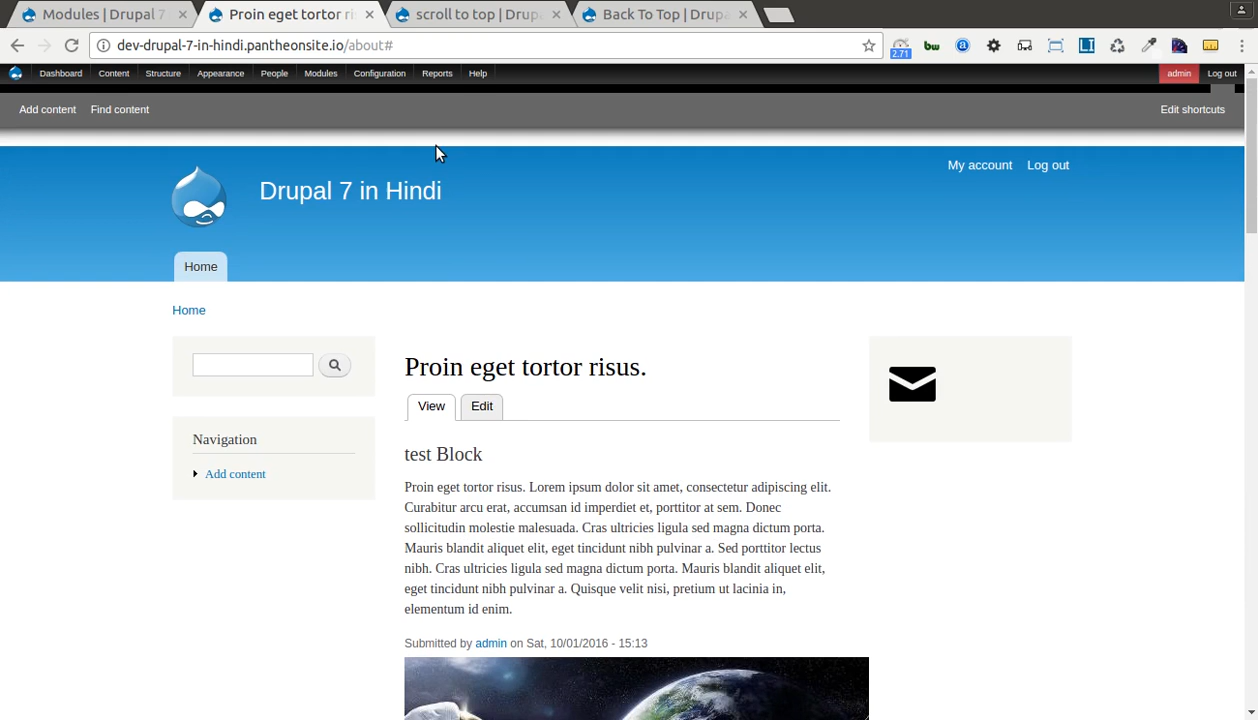 Modules | Drupal 7
Proin eget tortor ri
scroll to top | Drup
Back To Top | Drupa
dev-drupal-7-in-hindi.pantheonsite.io/about#
2.71
bw
a
LI
Dashboard
Content
Structure
Appearance
People
Modules
Configuration
Reports
Help
admin
Log out
Add content
Find content
Edit shortcuts
My account
Log out
Drupal 7 in Hindi
Home
Home
Proin eget tortor risus.
View
Edit
Navigation
Add content
test Block
Proin eget tortor risus. Lorem ipsum dolor sit amet, consectetur adipiscing elit.
Curabitur arcu erat, accumsan id imperdiet et, porttitor at sem. Donec
sollicitudin molestie malesuada. Cras ultricies ligula sed magna dictum porta.
Mauris blandit aliquet elit, eget tincidunt nibh pulvinar a. Sed porttitor lectus
nibh. Cras ultricies ligula sed magna dictum porta. Mauris blandit aliquet elit,
eget tincidunt nibh pulvinar a. Quisque velit nisi, pretium ut lacinia in,
elementum id enim.
Submitted by admin on Sat, 10/01/2016 - 15:13